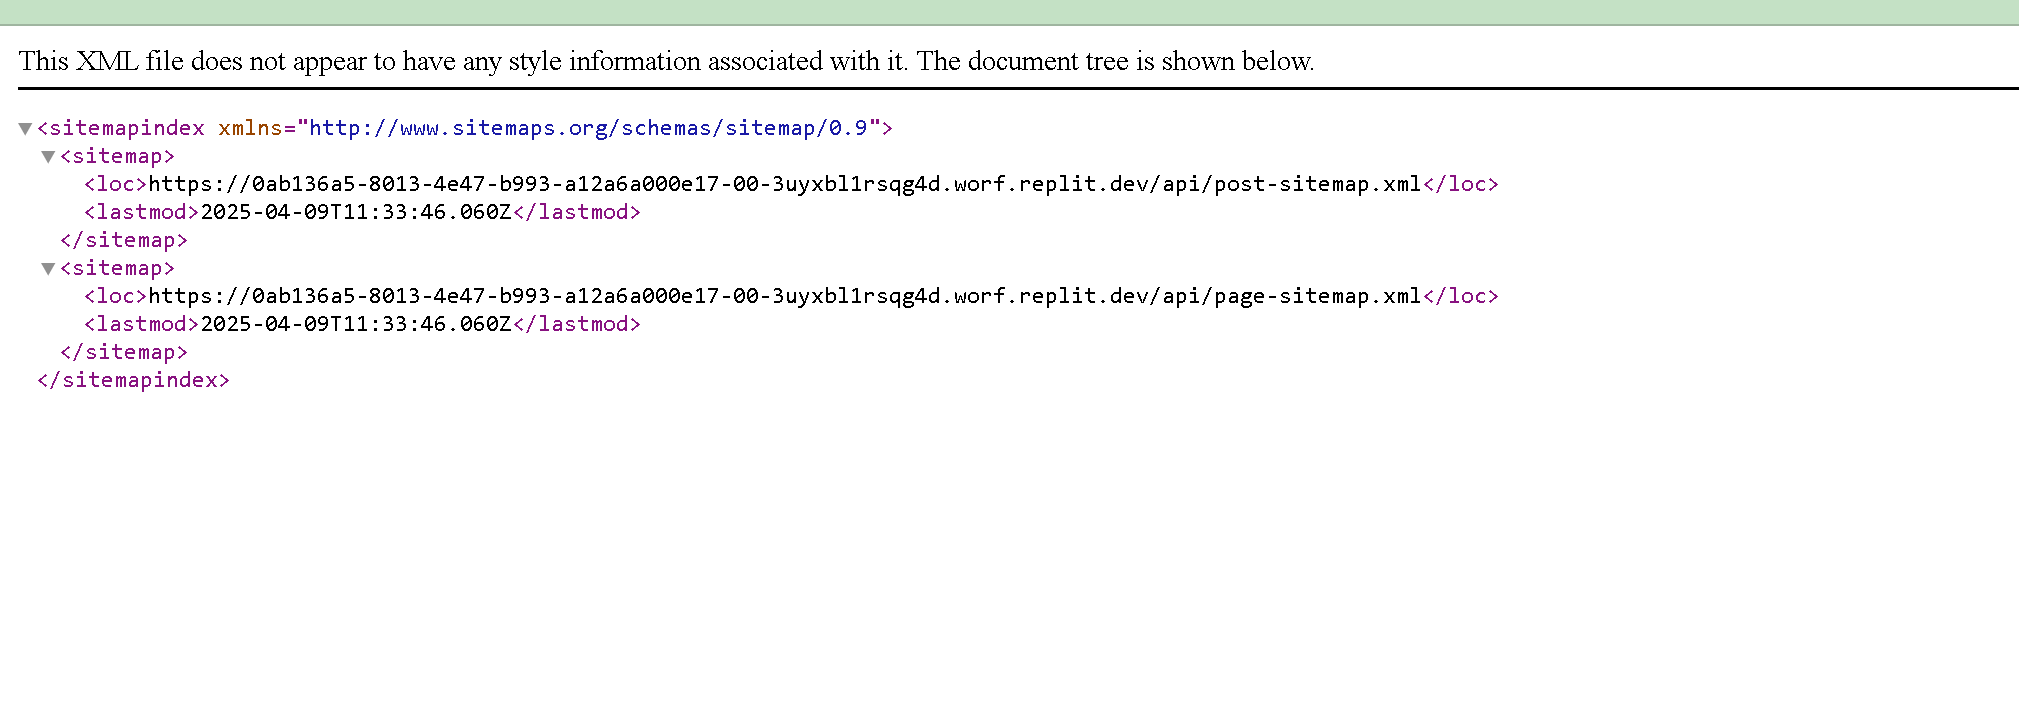 This XML file does not appear to have any style information associated with it. The document tree is shown below.
▼<sitemapindex xmlns="http://www.sitemaps.org/schemas/sitemap/0.9">
▼<sitemap>
<loc>https://0ab136a5-8013-4e47-b993-a12a6a000e17-00-3uyxbl1rsqg4d.worf.replit.dev/api/post-sitemap.xml</loc>
<lastmod>2025-04-09T11:33:46.060Z</lastmod>
</sitemap>
▼<sitemap>
<loc>https://0ab136a5-8013-4e47-b993-a12a6a000e17-00-3uyxbl1rsqg4d.worf.replit.dev/api/page-sitemap.xml</loc>
<lastmod>2025-04-09T11:33:46.060Z</lastmod>
</sitemap>
</sitemapindex>